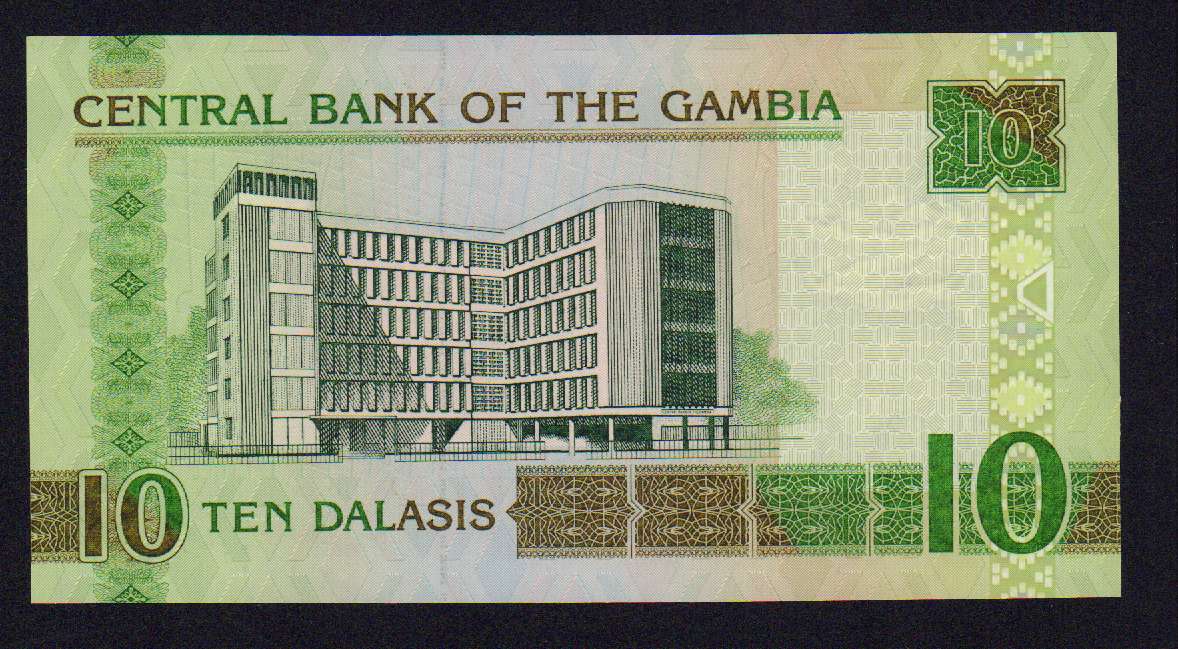 CENTRAL BANK OF THE GAMBIA
10
10
TEN DALASIS
10